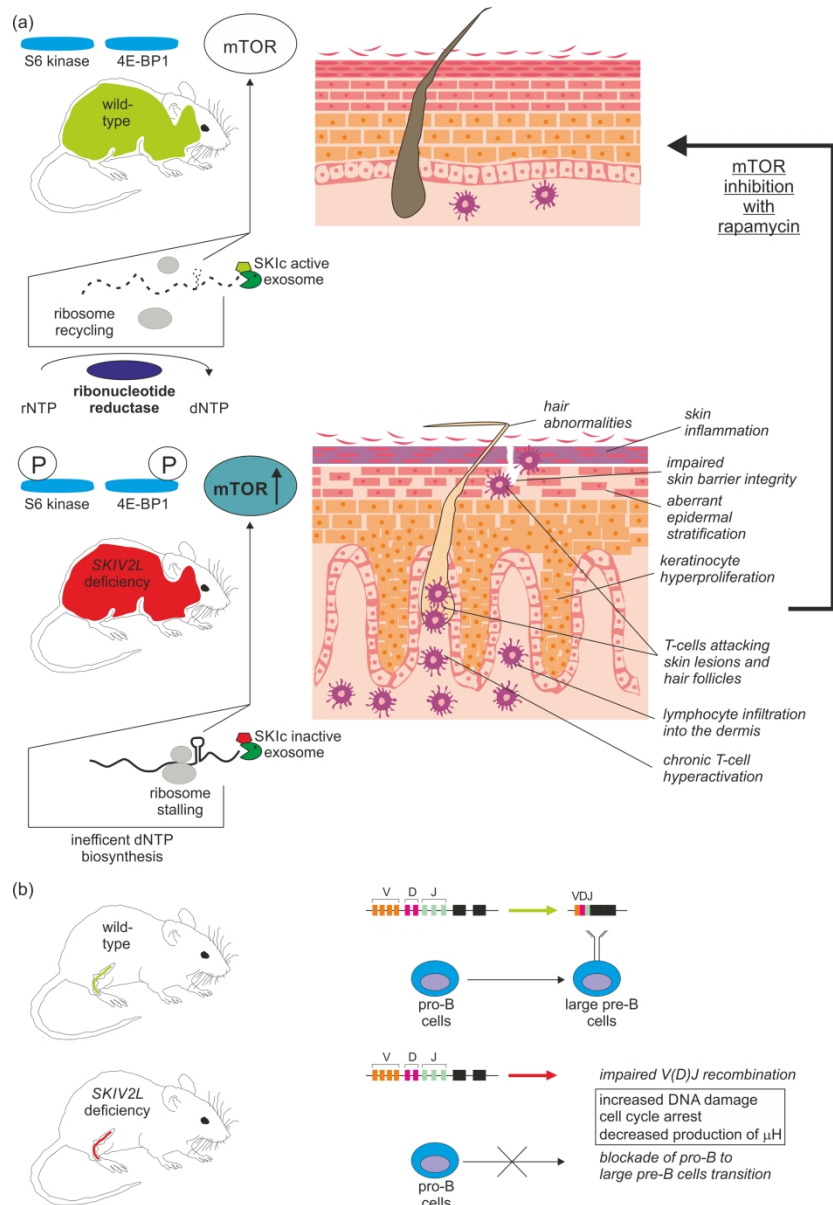 (a)
S6 kinase
4E-BP1
mTOR
wild-
type
mTOR
inhibition
with
rapamycin
SKIc active
exosome
ribosome
recycling
ribonucleotide
reductase
rNTP
dNTP
P
P
S6 kinase
4E-BP1
mTOR
SKIV2L
deficiency
hair
abnormalities
skin
inflammation
impaired
skin barrier integrity
aberrant
epidermal
stratification
keratinocyte
hyperproliferation
T-cells attacking
skin lesions and
hair follicles
lymphocyte infiltration
into the dermis
chronic T-cell
hyperactivation
SKIc inactive
exosome
ribosome
stalling
inefficent dNTP
biosynthesis
(b)
wild-
type
V
D
J
VDJ
pro-B
cells
large pre-B
cells
SKIV2L
deficiency
V
D
J
impaired V(D)J recombination
increased DNA damage
cell cycle arrest
decreased production of µH
blockade of pro-B to
large pre-B cells transition
pro-B
cells